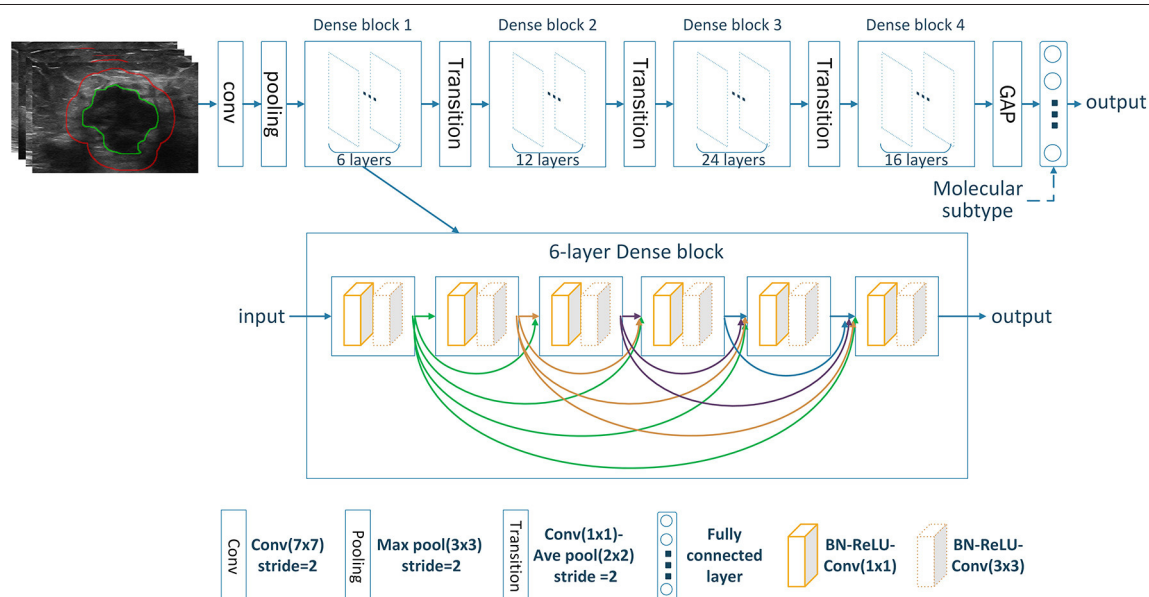 Dense block 1
Dense block 2
Dense block 3
Dense block 4
conv
pooling
Transition
Transition
Transition
GAP
output
6 layers
12 layers
24 layers
16 layers
Molecular
subtype
6-layer Dense block
input
output
Conv
Conv(7x7)
stride=2
Pooling
Max pool(3x3)
stride=2
Transition
Conv(1x1)-
Ave pool(2x2)
stride =2
Fully
connected
layer
BN-ReLU-
Conv(1x1)
BN-ReLU-
Conv(3x3)